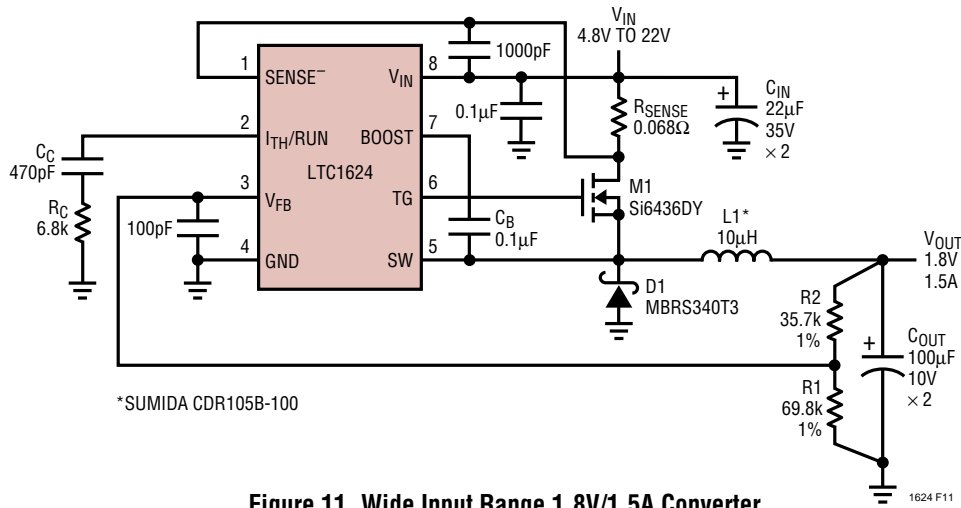 V_IN
4.8V TO 22V
1000pF
1
SENSE⁻
V_IN
8
C_IN
22µF
35V
× 2
+
0.1µF
R_SENSE
0.068Ω
2
I_TH/RUN
BOOST
7
C_C
470pF
LTC1624
M1
Si6436DY
3
V_FB
TG
6
R_C
6.8k
100pF
C_B
0.1µF
L1*
10µH
V_OUT
1.8V
1.5A
4
GND
SW
5
D1
MBRS340T3
R2
35.7k
1%
+
C_OUT
100µF
10V
× 2
R1
69.8k
1%
*SUMIDA CDR105B-100
1624 F11
Figure 11. Wide Input Range 1.8V/1.5A Converter